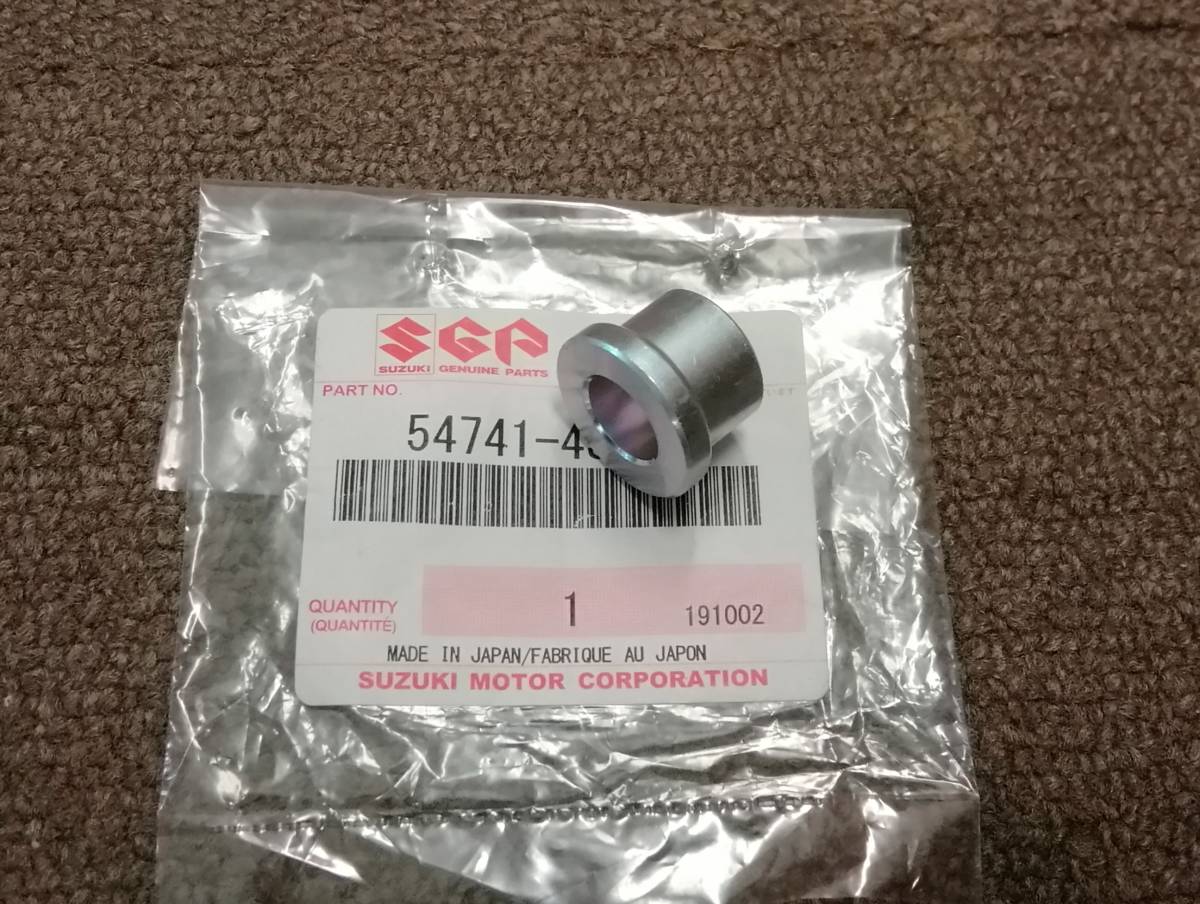 SUZUKI
SGP
GENUINE PARTS
PART NO.
54741-4
QUANTITY
(QUANTITÉ)
1
191002
MADE IN JAPAN/FABRIQUE AU JAPON
SUZUKI MOTOR CORPORATION